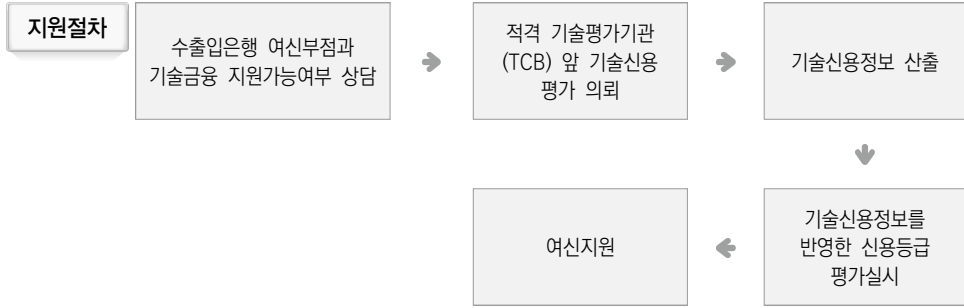 지원절차
수출입은행 여신부점과
기술금융 지원가능여부 상담
적격 기술평가기관
(TCB) 앞 기술신용
평가 의뢰
기술신용정보 산출
기술신용정보를
반영한 신용등급
평가실시
여신지원